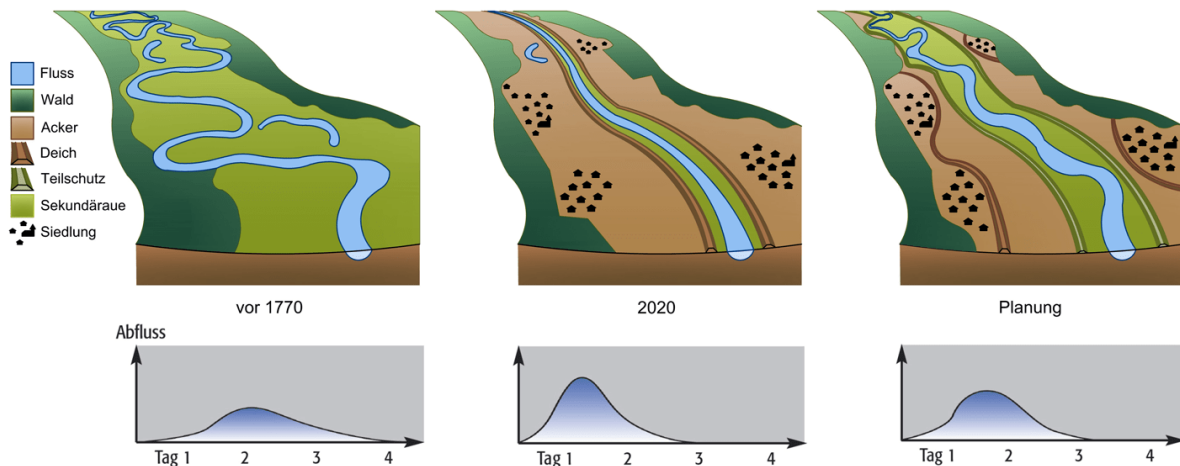 Fluss
Wald
Acker
Deich
Teilschutz
Sekundäraue
Siedlung
vor 1770
2020
Planung
Abfluss
Tag 1 2 3 4
Tag 1 2 3 4
Tag 1 2 3 4